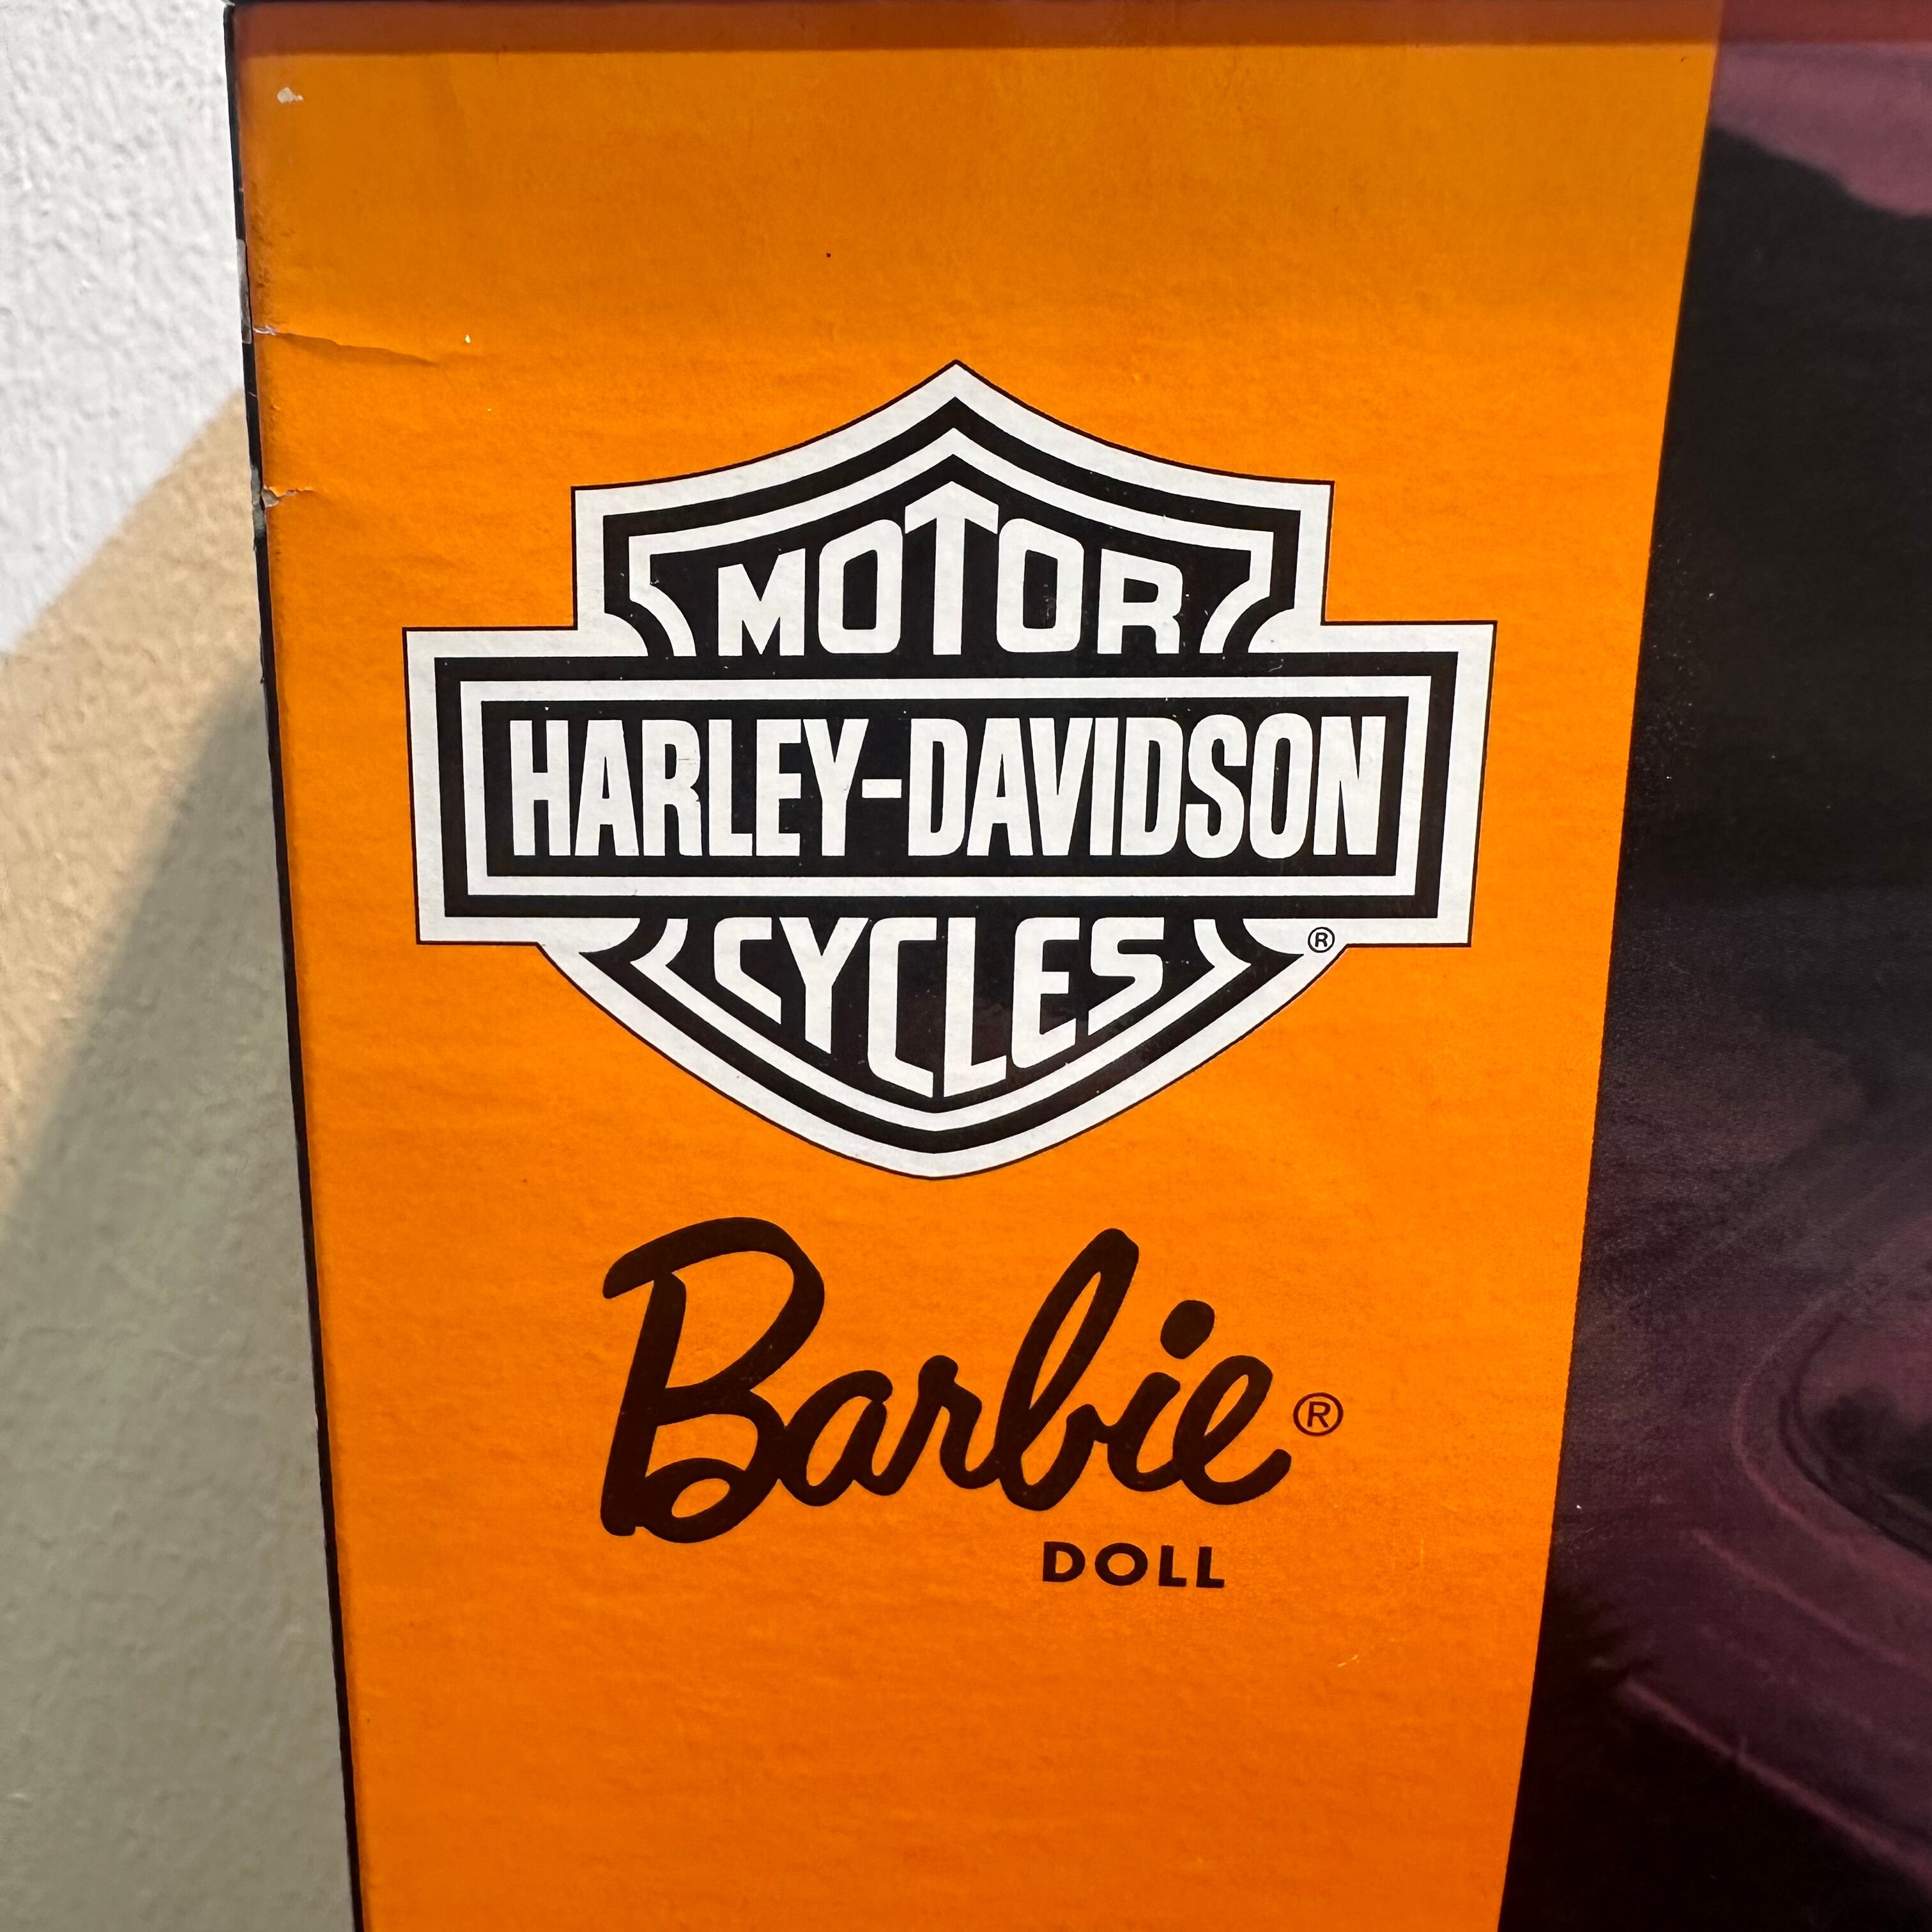 MOTOR
HARLEY-DAVIDSON
CYCLES ®
Barbie®
DOLL